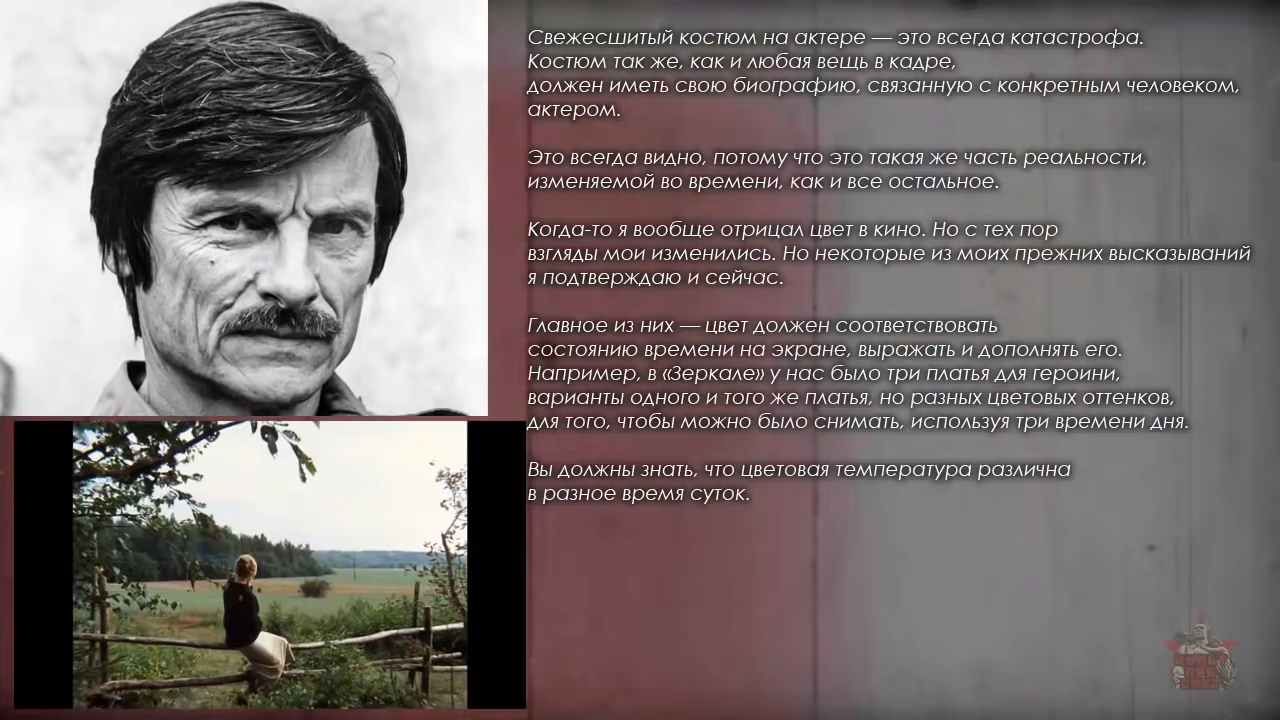 Свежесшитый костюм на актере — это всегда катастрофа.
Костюм так же, как и любая вещь в кадре,
должен иметь свою биографию, связанную с конкретным человеком,
актером.
Это всегда видно, потому что это такая же часть реальности,
изменяемой во времени, как и все остальное.
Когда-то я вообще отрицал цвет в кино. Но с тех пор
взгляды мои изменились. Но некоторые из моих прежних высказываний
я подтверждаю и сейчас.
Главное из них — цвет должен соответствовать
состоянию времени на экране, выражать и дополнять его.
Например, в «Зеркале» у нас было три платья для героини,
варианты одного и того же платья, но разных цветовых оттенков,
для того, чтобы можно было снимать, используя три времени дня.
Вы должны знать, что цветовая температура различна
в разное время суток.